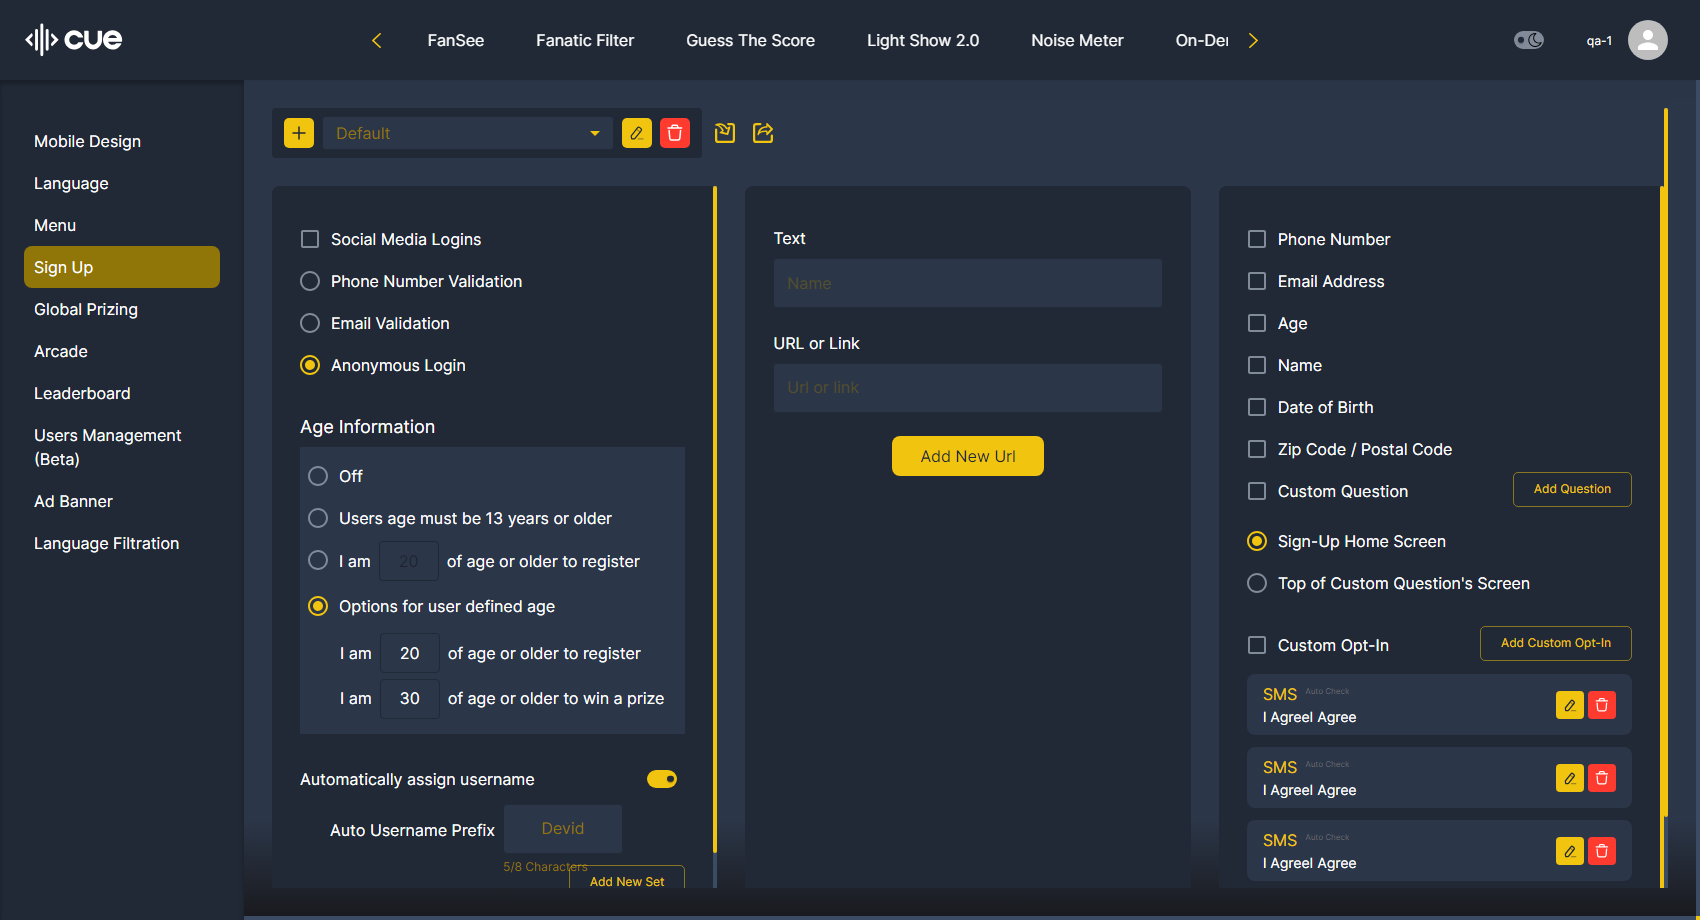 cue
FanSee
Fanatic Filter
Guess The Score
Light Show 2.0
Noise Meter
On-De
qa-1
Mobile Design
Language
Menu
Sign Up
Global Prizing
Arcade
Leaderboard
Users Management
(Beta)
Ad Banner
Language Filtration
Default
Social Media Logins
Phone Number Validation
Email Validation
Anonymous Login
Age Information
Off
Users age must be 13 years or older
I am 20 of age or older to register
Options for user defined age
I am 20 of age or older to register
I am 30 of age or older to win a prize
Automatically assign username
Auto Username Prefix Devid
5/8 Characters
Add New Set
Text
Name
URL or Link
Url or link
Add New Url
Phone Number
Email Address
Age
Name
Date of Birth
Zip Code / Postal Code
Custom Question Add Question
Sign-Up Home Screen
Top of Custom Question's Screen
Custom Opt-In Add Custom Opt-In
SMS Auto Check
I Agreel Agree
SMS Auto Check
I Agreel Agree
SMS Auto Check
I Agreel Agree